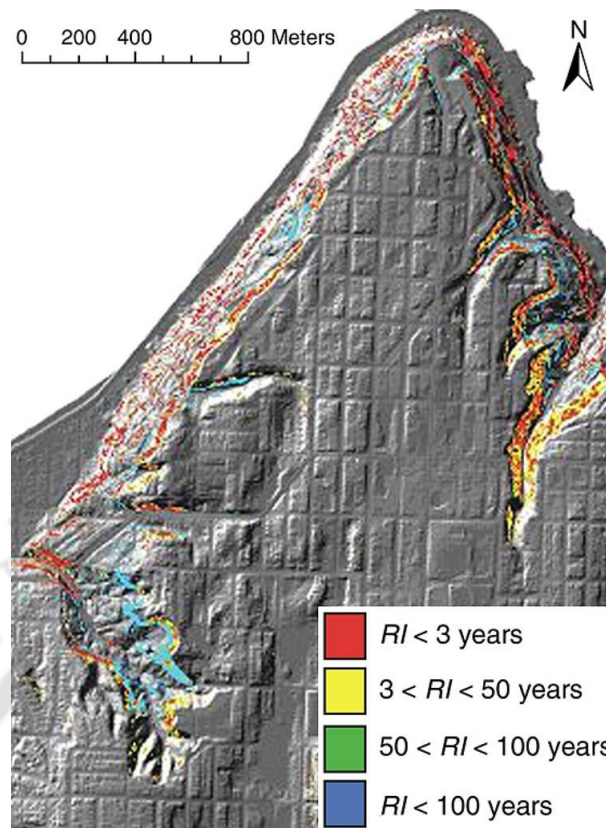 0 200 400 800 Meters
N
RI < 3 years
3 < RI < 50 years
50 < RI < 100 years
RI < 100 years